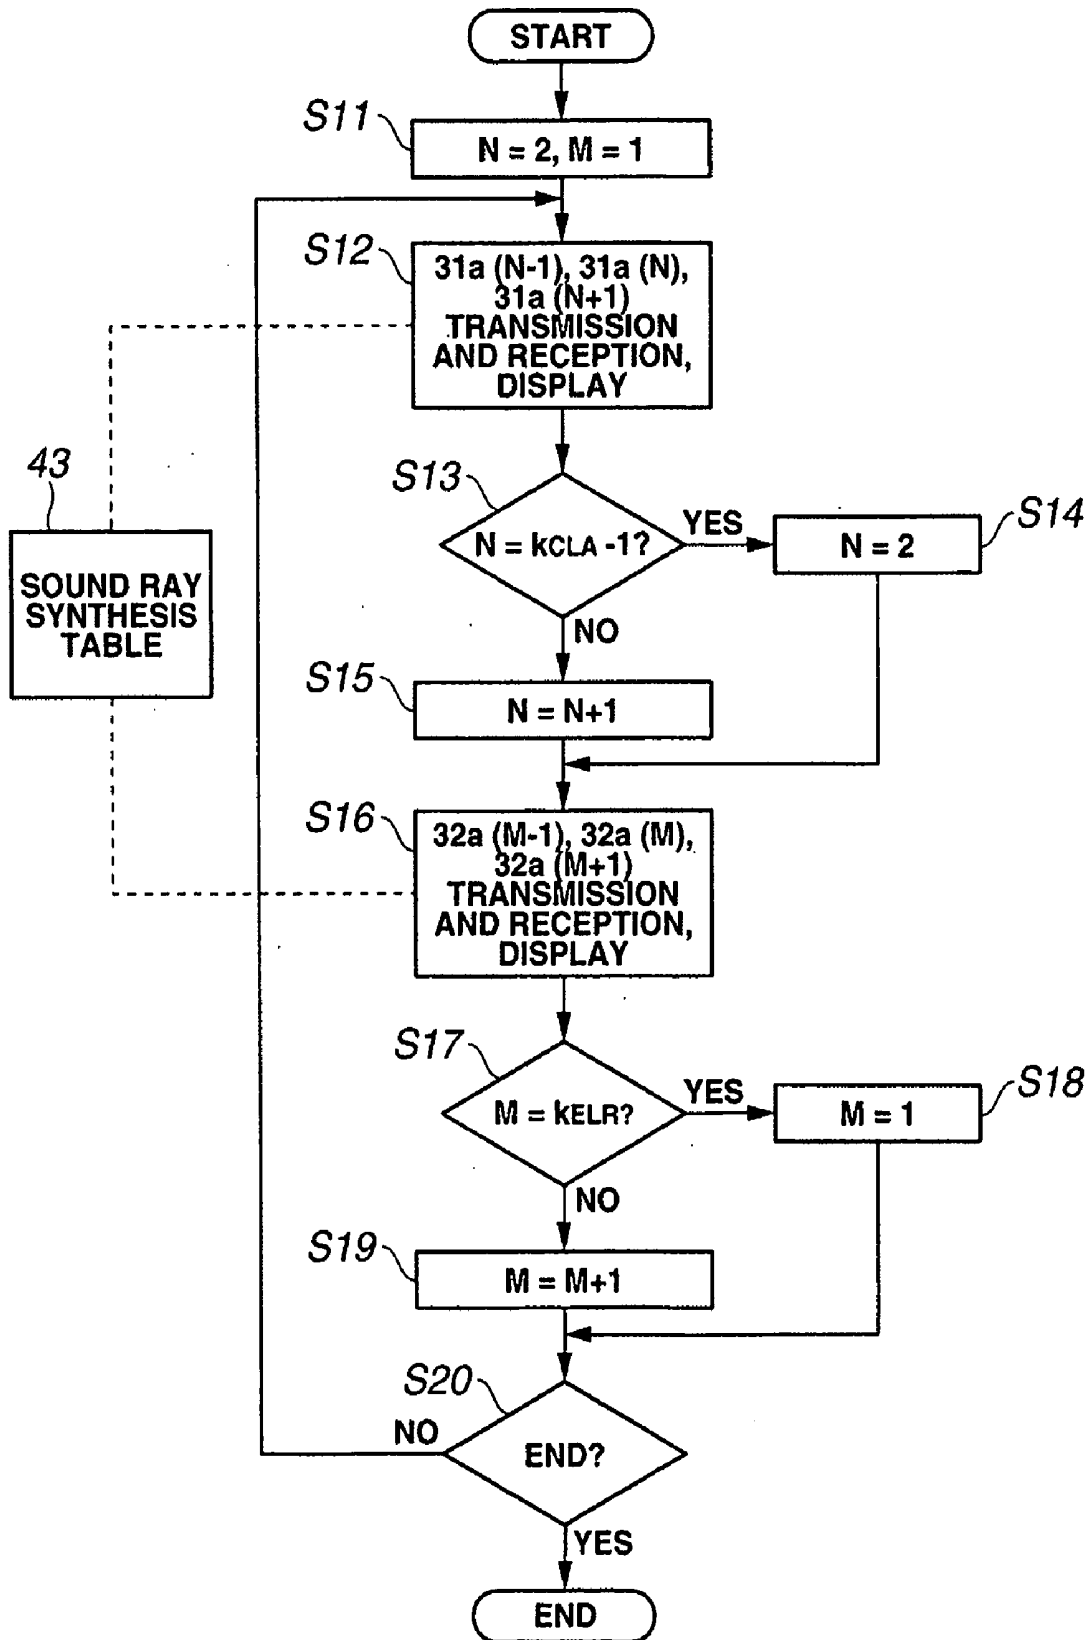 START
S11
N = 2, M = 1
S12
31a (N-1), 31a (N),
31a (N+1)
TRANSMISSION
AND RECEPTION,
DISPLAY
43
SOUND RAY
SYNTHESIS
TABLE
S13
N = kCLA -1?
YES
S14
N = 2
NO
S15
N = N+1
S16
32a (M-1), 32a (M),
32a (M+1)
TRANSMISSION
AND RECEPTION,
DISPLAY
S17
M = kELR?
YES
S18
M = 1
NO
S19
M = M+1
S20
NO
END?
YES
END